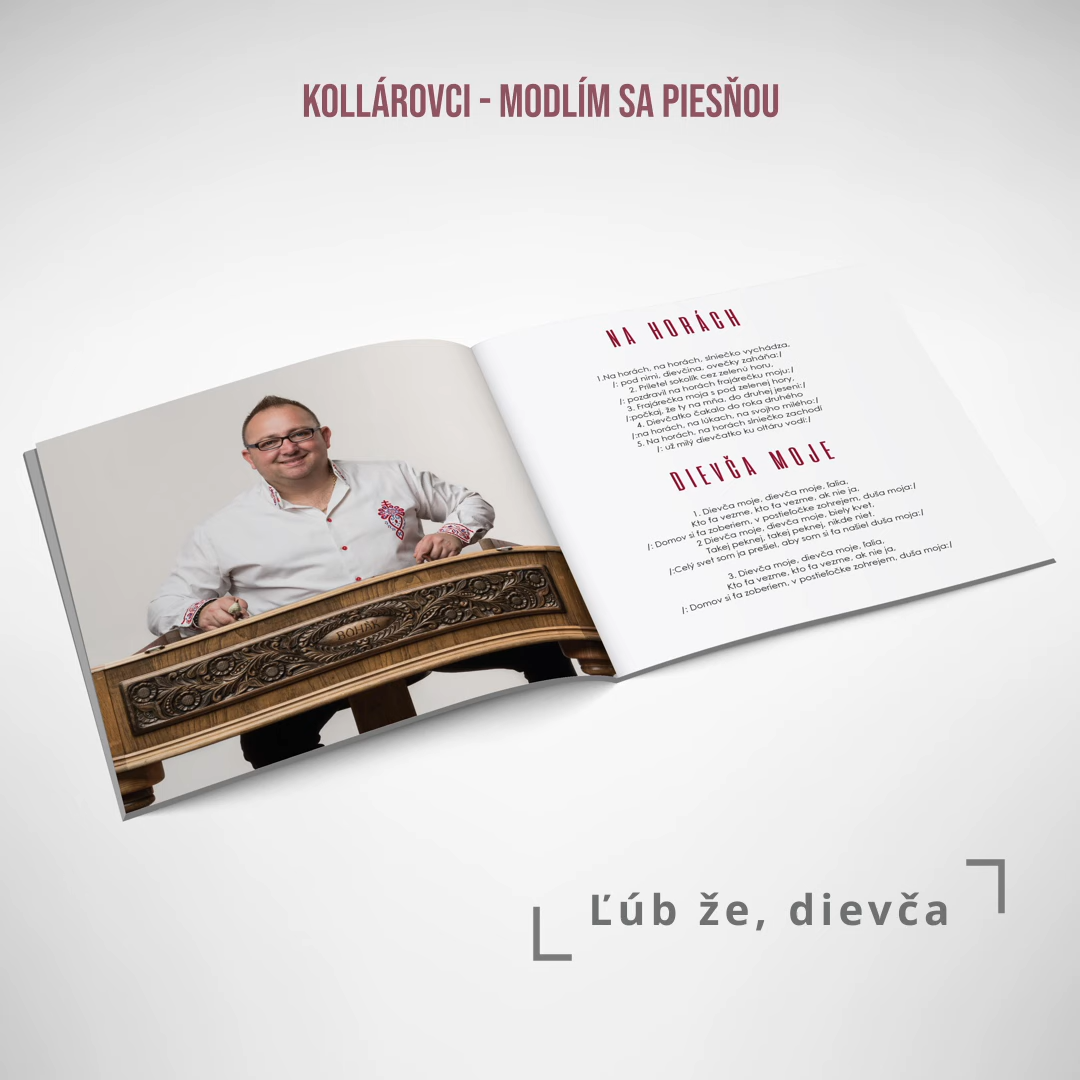 KOLLÁROVCI - MODLÍM SA PIESŇOU
NA HORÁCH
1.Na horách, na horách, slniečko vychádza,
/: pod nimi, dievčina, ovečky zaháňa:/
2. Priletel sokolík cez zelenú horu,
/: pozdravil na horách frajárečku moju:/
3. Frajárečka moja s pod zelenej hory,
/:počkaj, že ty na mňa, do druhej jeseni:/
4. Dievčatko čakalo do roka druhého
/:na horách, na lúkach, na svojho milého:/
5. Na horách, na horách slniečko zachodí
/: už milý dievčatko ku oltáru vodí:/
DIEVČA MOJE
1. Dievča moje, dievča moje, ľalia,
Kto ťa vezme, kto ťa vezme, ak nie ja,
/: Domov si ťa zoberiem, v postieľočke zohrejem, duša moja:/
2 Dievča moje, dievča moje, biely kvet,
Takej peknej, takej peknej, nikde niet.
/:Celý svet som ja prešiel, aby som si ťa našiel duša moja:/
3. Dievča moje, dievča moje, ľalia,
Kto ťa vezme, kto ťa vezme, ak nie ja,
/: Domov si ťa zoberiem, v postieľočke zohrejem, duša moja:/
BOHÁK
Ľúb že, dievča